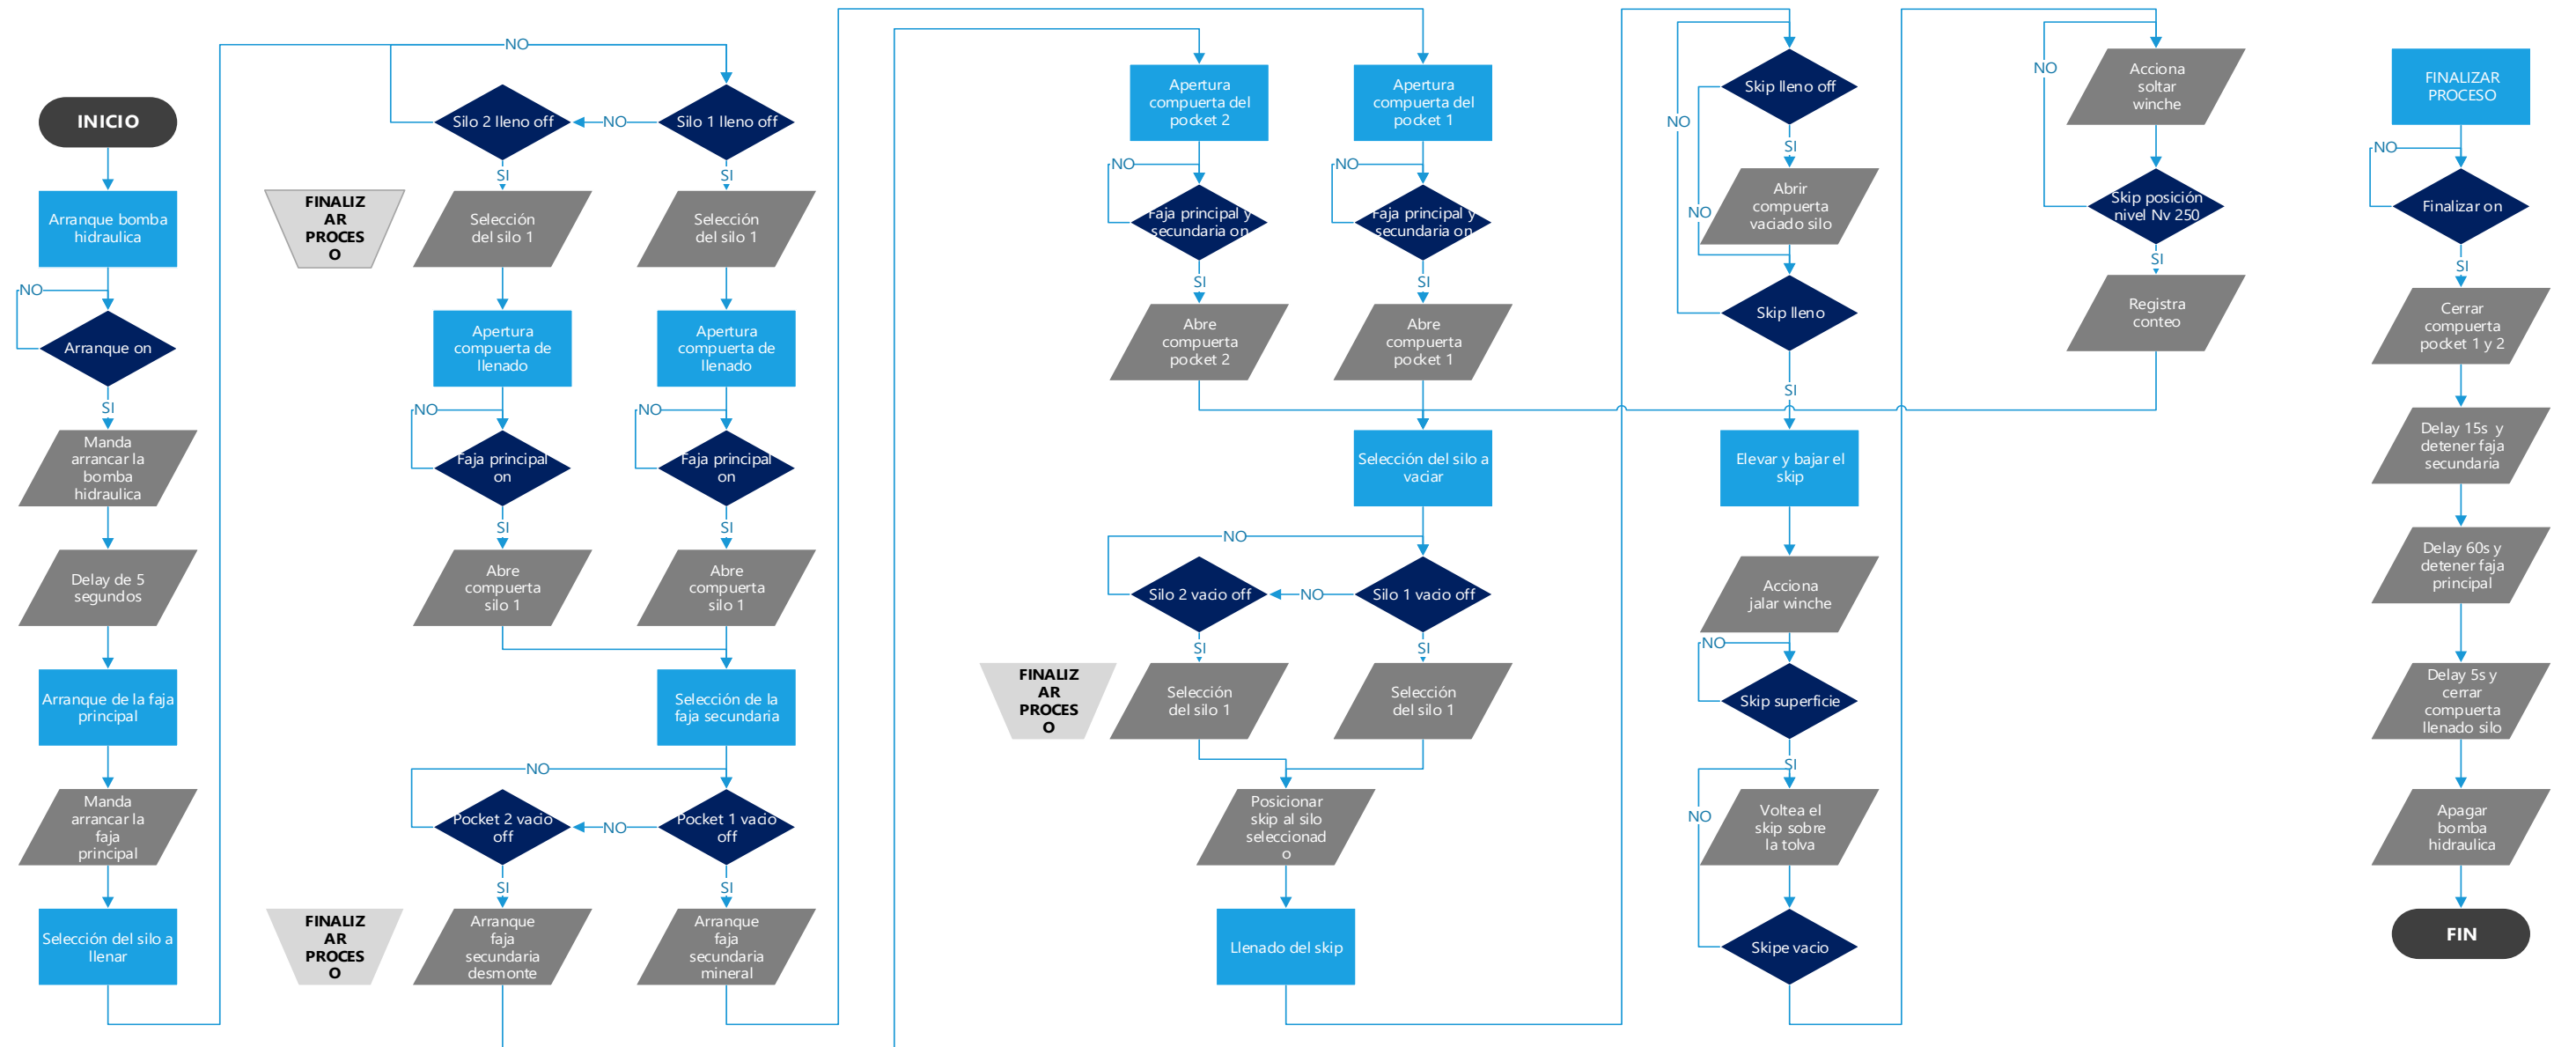 INICIO
Arranque bomba
hidraulica
NO
Arranque on
SI
Manda
arrancar la
bomba
hidraulica
Delay de 5
segundos
Arranque de la faja
principal
Manda
arrancar la
faja
principal
Selección del silo a
llenar
NO
Silo 2 lleno off
NO
Silo 1 lleno off
SI
SI
FINALIZ
AR
PROCES
O
Selección
del silo 1
Selección
del silo 1
Apertura
compuerta de
llenado
Apertura
compuerta de
llenado
NO
NO
Faja principal
on
Faja principal
on
SI
SI
Abre
compuerta
silo 1
Abre
compuerta
silo 1
Selección de la
faja secundaria
NO
Pocket 2 vacio
off
NO
Pocket 1 vacio
off
SI
SI
FINALIZ
AR
PROCES
O
Arranque
faja
secundaria
desmonte
Arranque
faja
secundaria
mineral
Apertura
compuerta del
pocket 2
Apertura
compuerta del
pocket 1
NO
NO
Faja principal y
secundaria on
Faja principal y
secundaria on
SI
SI
Abre
compuerta
pocket 2
Abre
compuerta
pocket 1
Selección del silo a
vaciar
NO
Silo 2 vacio off
NO
Silo 1 vacio off
SI
SI
FINALIZ
AR
PROCES
O
Selección
del silo 1
Selección
del silo 1
Posicionar
skip al silo
seleccionad
o
Llenado del skip
Skip lleno off
NO
SI
Abrir
compuerta
vaciado silo
NO
Skip lleno
SI
Elevar y bajar el
skip
Acciona
jalar winche
NO
Skip superficie
SI
Voltea el
skip sobre
la tolva
NO
Skipe vacio
Acciona
soltar
winche
NO
Skip posición
nivel Nv 250
SI
Registra
conteo
FINALIZAR
PROCESO
NO
Finalizar on
SI
Cerrar
compuerta
pocket 1 y 2
Delay 15s y
detener faja
secundaria
Delay 60s y
detener faja
principal
Delay 5s y
cerrar
compuerta
llenado silo
Apagar
bomba
hidraulica
FIN